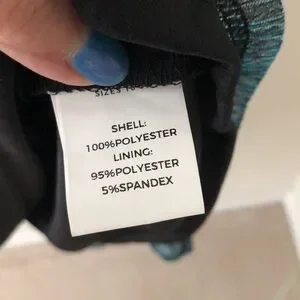 SHELL:
100%POLYESTER
LINING:
95%POLYESTER
5%SPANDEX